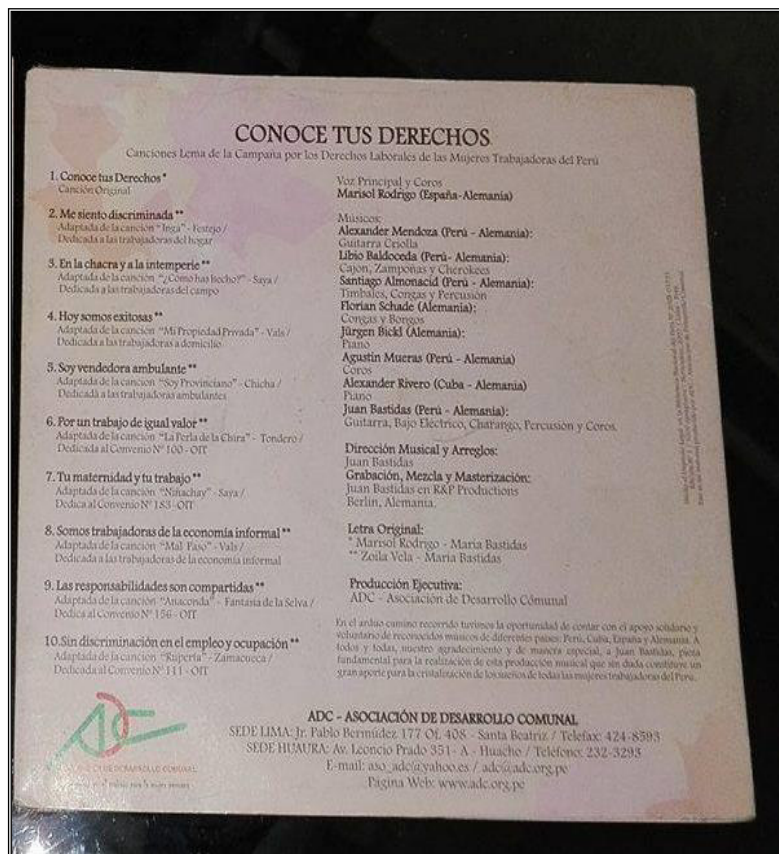 CONOCE TUS DERECHOS
Canciones Lema de la Campaña por los Derechos Laborales de las Mujeres Trabajadoras del Perú
1. Conoce tus Derechos *
Canción Original
2. Me siento discriminada **
Adaptada de la canción "Inga" - Festejo /
Dedicada a las trabajadoras del hogar
3. En la chacra y a la intemperie **
Adaptada de la canción "¿Cómo has hecho?" - Saya /
Dedicada a las trabajadoras del campo
4. Hoy somos exitosas **
Adaptada de la canción "Mi Propiedad Privada" - Vals /
Dedicada a las trabajadoras a domicilio
5. Soy vendedora ambulante **
Adaptada de la canción "Soy Provinciano" - Chicha /
Dedicada a las trabajadoras ambulantes
6. Por un trabajo de igual valor **
Adaptada de la canción "La Perla de la Chira" - Tondero /
Dedicada al Convenio Nº 100 - OIT
7. Tu maternidad y tu trabajo **
Adaptada de la canción "Niñachay" - Saya /
Dedica al Convenio Nº 183 - OIT
8. Somos trabajadoras de la economía informal **
Adaptada de la canción "Mal Paso" - Vals /
Dedicada a las trabajadoras de la economía informal
9. Las responsabilidades son compartidas **
Adaptada de la canción "Anaconda" - Fantasía de la Selva /
Dedica al Convenio Nº 156 - OIT
10. Sin discriminación en el empleo y ocupación **
Adaptada de la canción "Ruperta" - Zamacueca /
Dedicada al Convenio Nº 111 - OIT
Voz Principal y Coros
Marisol Rodrigo (España-Alemania)
Músicos:
Alexander Mendoza (Perú - Alemania):
Guitarra Criolla
Libio Baldoceda (Perú - Alemania):
Cajón, Zampoñas y Cherokees
Santiago Almonacid (Perú - Alemania):
Timbales, Congas y Percusión
Florian Schade (Alemania):
Congas y Bongos
Jürgen Bickl (Alemania):
Piano
Agustin Mueras (Perú - Alemania)
Coros
Alexander Rivero (Cuba - Alemania)
Piano
Juan Bastidas (Perú - Alemania):
Guitarra, Bajo Eléctrico, Charango, Percusión y Coros.
Dirección Musical y Arreglos:
Juan Bastidas
Grabación, Mezcla y Masterización:
Juan Bastidas en R&P Productions
Berlin, Alemania.
Letra Original:
* Marisol Rodrigo - Maria Bastidas
** Zoila Vela - Maria Bastidas
Producción Ejecutiva:
ADC - Asociación de Desarrollo Cómunal
En el arduo camino recorrido tuvimos la oportunidad de contar con el apoyo solidario y
voluntario de reconocidos músicos de diferentes países: Perú, Cuba, España y Alemania. A
todos y todas, nuestro agradecimiento y de manera especial, a Juan Bastidas, pieza
fundamental para la realización de esta producción musical que sin duda constituye un
gran aporte para la cristalización de los sueños de todas las mujeres trabajadoras del Perú.
ADC
DE DESARROLLO COMUNAL
ADC - ASOCIACIÓN DE DESARROLLO COMUNAL
SEDE LIMA: Jr. Pablo Bermúdez 177 Of. 408 - Santa Beatriz / Telefax: 424-8593
SEDE HUAURA: Av. Leoncio Prado 351 - A - Huacho / Teléfono: 232-3293
E-mail: aso_adc@yahoo.es / adc@adc.org.pe
Página Web: www.adc.org.pe